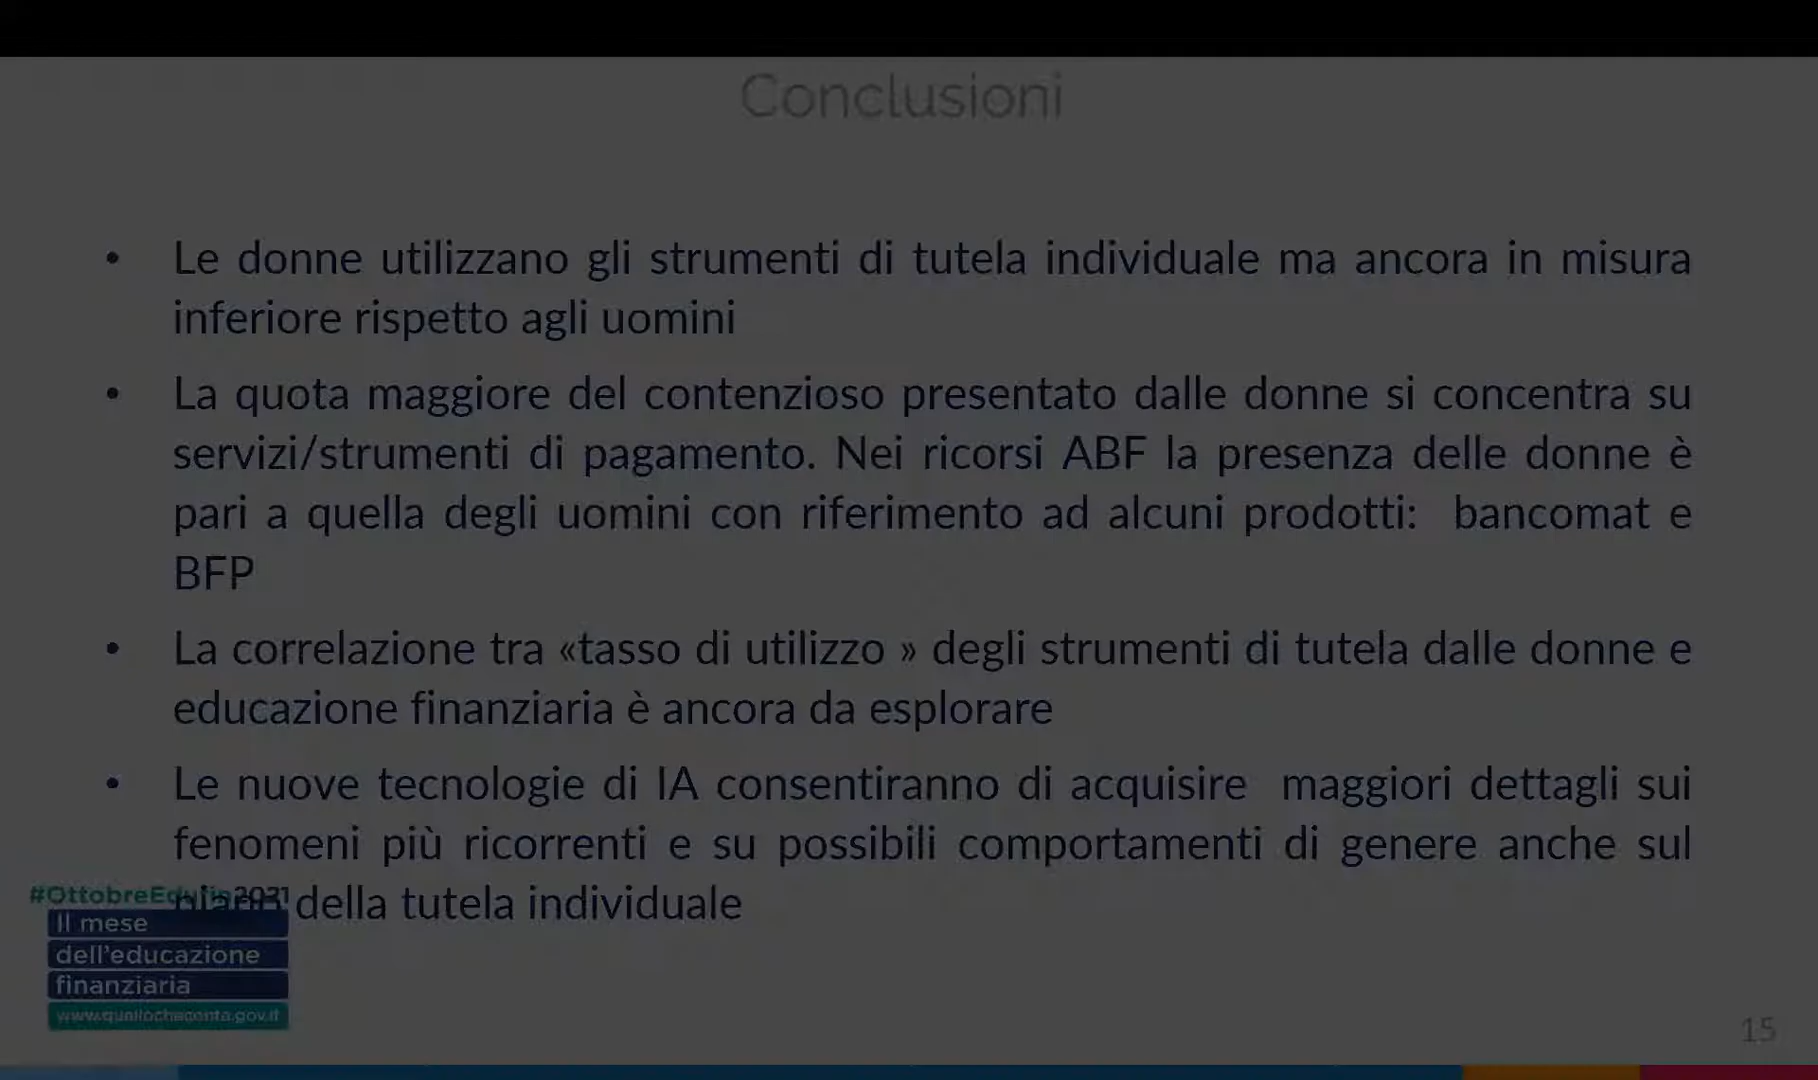 Conclusioni
• Le donne utilizzano gli strumenti di tutela individuale ma ancora in misura
inferiore rispetto agli uomini
• La quota maggiore del contenzioso presentato dalle donne si concentra su
servizi/strumenti di pagamento. Nei ricorsi ABF la presenza delle donne è
pari a quella degli uomini con riferimento ad alcuni prodotti: bancomat e
BFP
• La correlazione tra «tasso di utilizzo » degli strumenti di tutela dalle donne e
educazione finanziaria è ancora da esplorare
• Le nuove tecnologie di IA consentiranno di acquisire maggiori dettagli sui
fenomeni più ricorrenti e su possibili comportamenti di genere anche sul
piano della tutela individuale
#OttobreEdufin2021
Il mese
dell'educazione
finanziaria
www.quellocheconta.gov.it
15